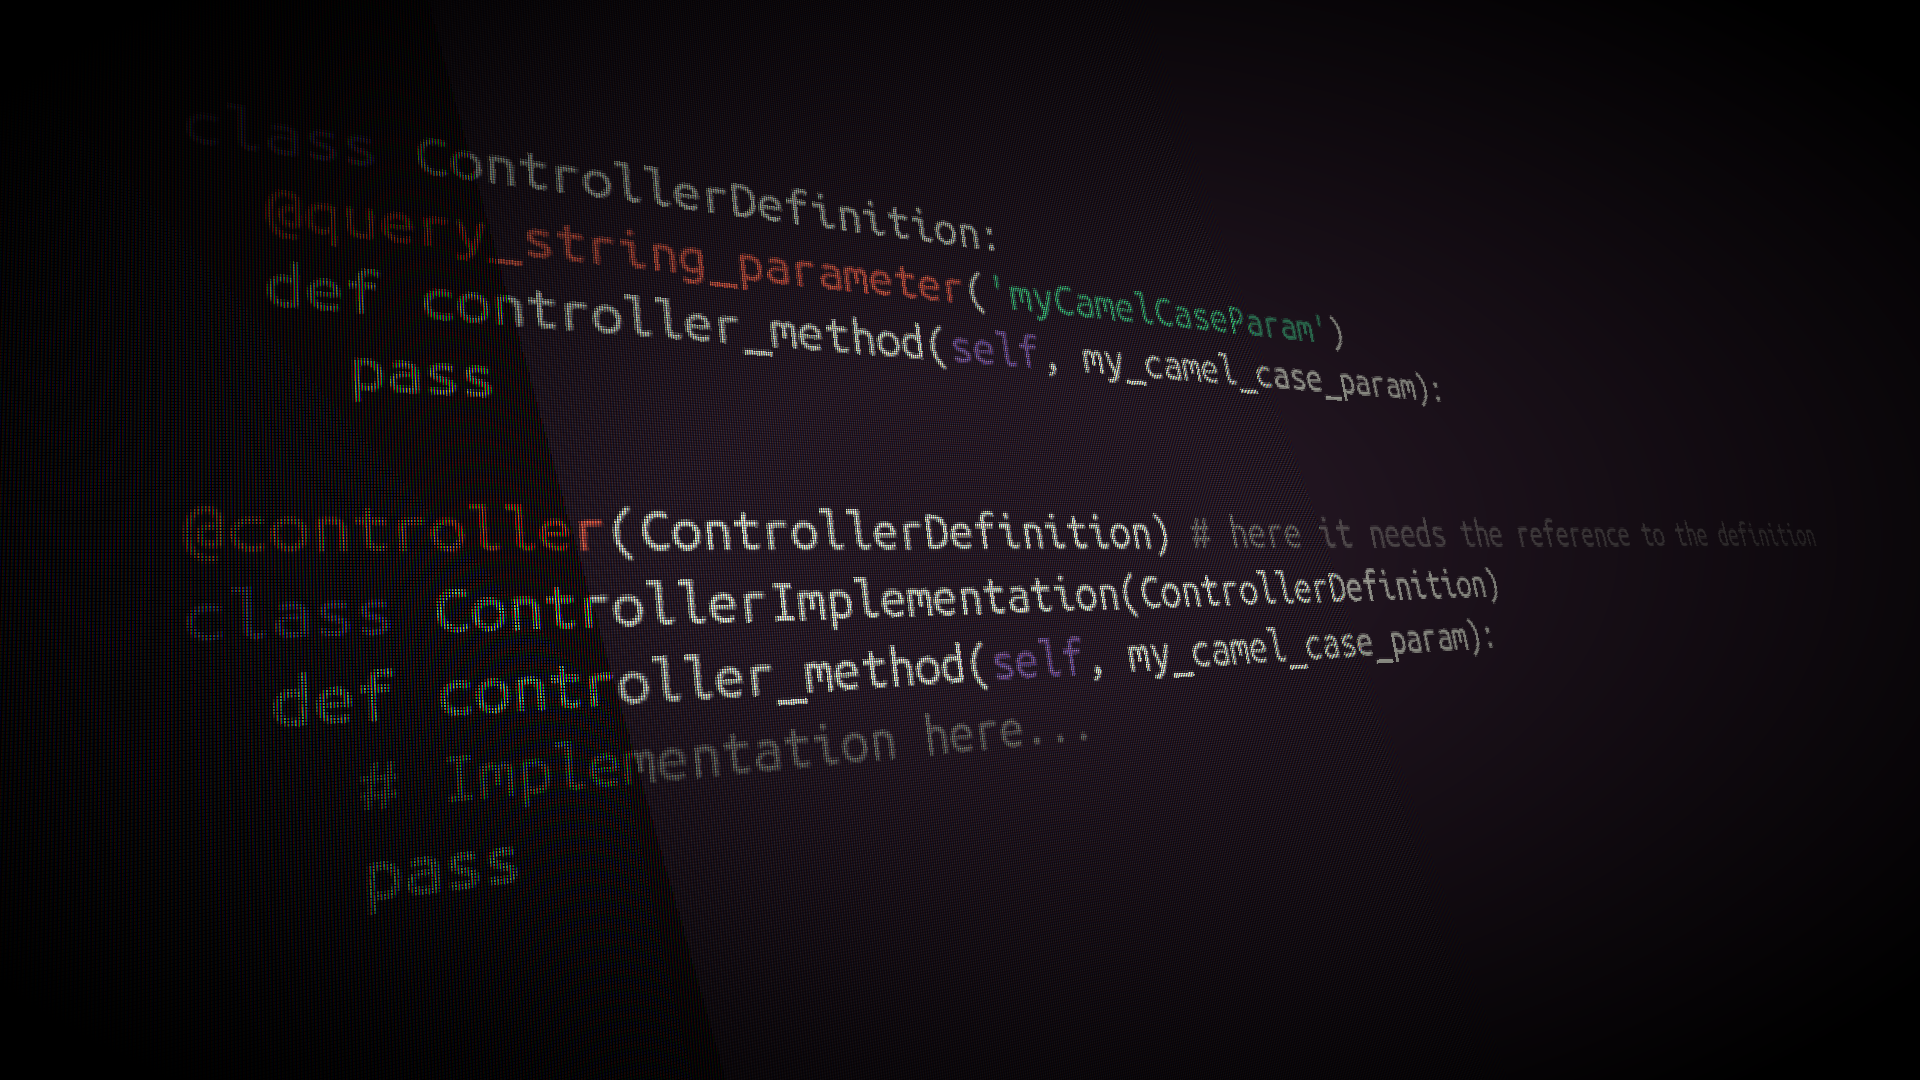 class ControllerDefinition:
    @query_string_parameter('myCamelCaseParam')
    def controller_method(self, my_camel_case_param):
        pass

@controller(ControllerDefinition) # here it needs the reference to the definition
class ControllerImplementation(ControllerDefinition)
    def controller_method(self, my_camel_case_param):
        # Implementation here...
        pass